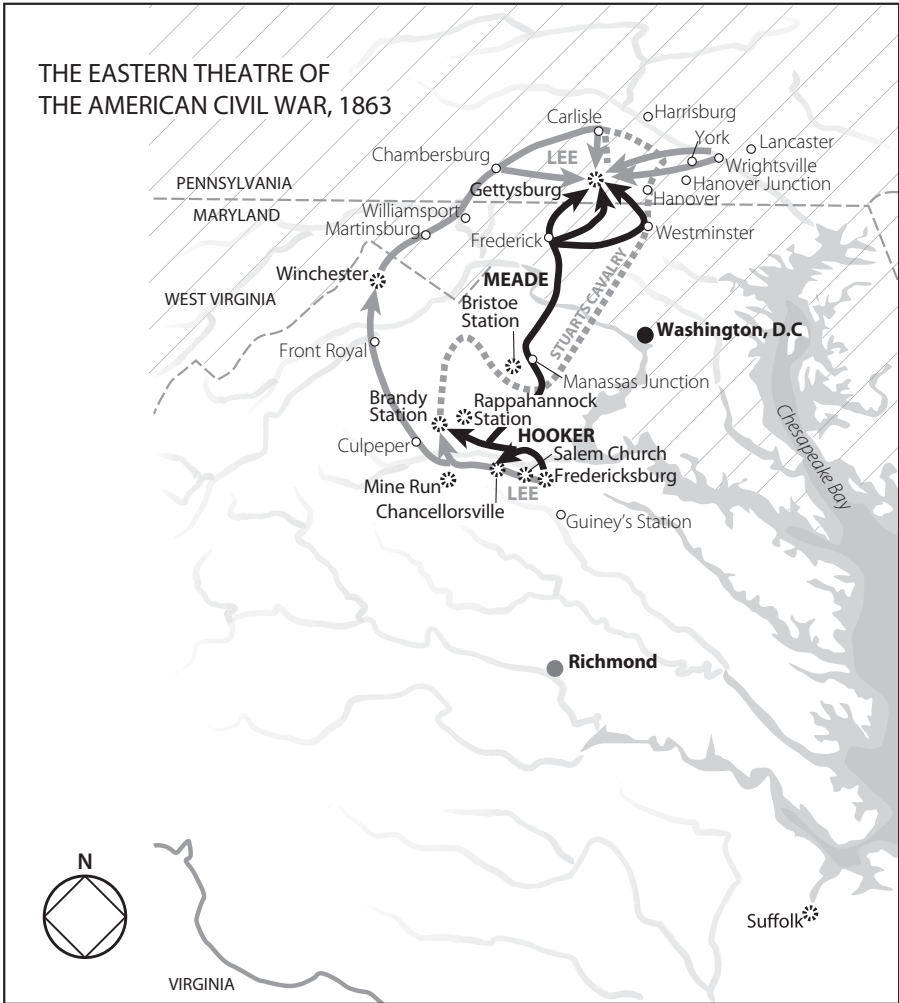 THE EASTERN THEATRE OF
THE AMERICAN CIVIL WAR, 1863
Harrisburg
Carlisle
York
Lancaster
Chambersburg
LEE
Wrightsville
PENNSYLVANIA
Gettysburg
Hanover Junction
Hanover
MARYLAND
Williamsport
Martinsburg
Frederick
Westminster
Winchester
MEADE
WEST VIRGINIA
Bristoe
Station
STUARTS CAVALRY
Washington, D.C
Front Royal
Manassas Junction
Brandy
Station
Rappahannock
Station
Chesapeake Bay
Culpeper
HOOKER
Salem Church
Mine Run
LEE
Fredericksburg
Chancellorsville
Guiney's Station
Richmond
N
Suffolk
VIRGINIA